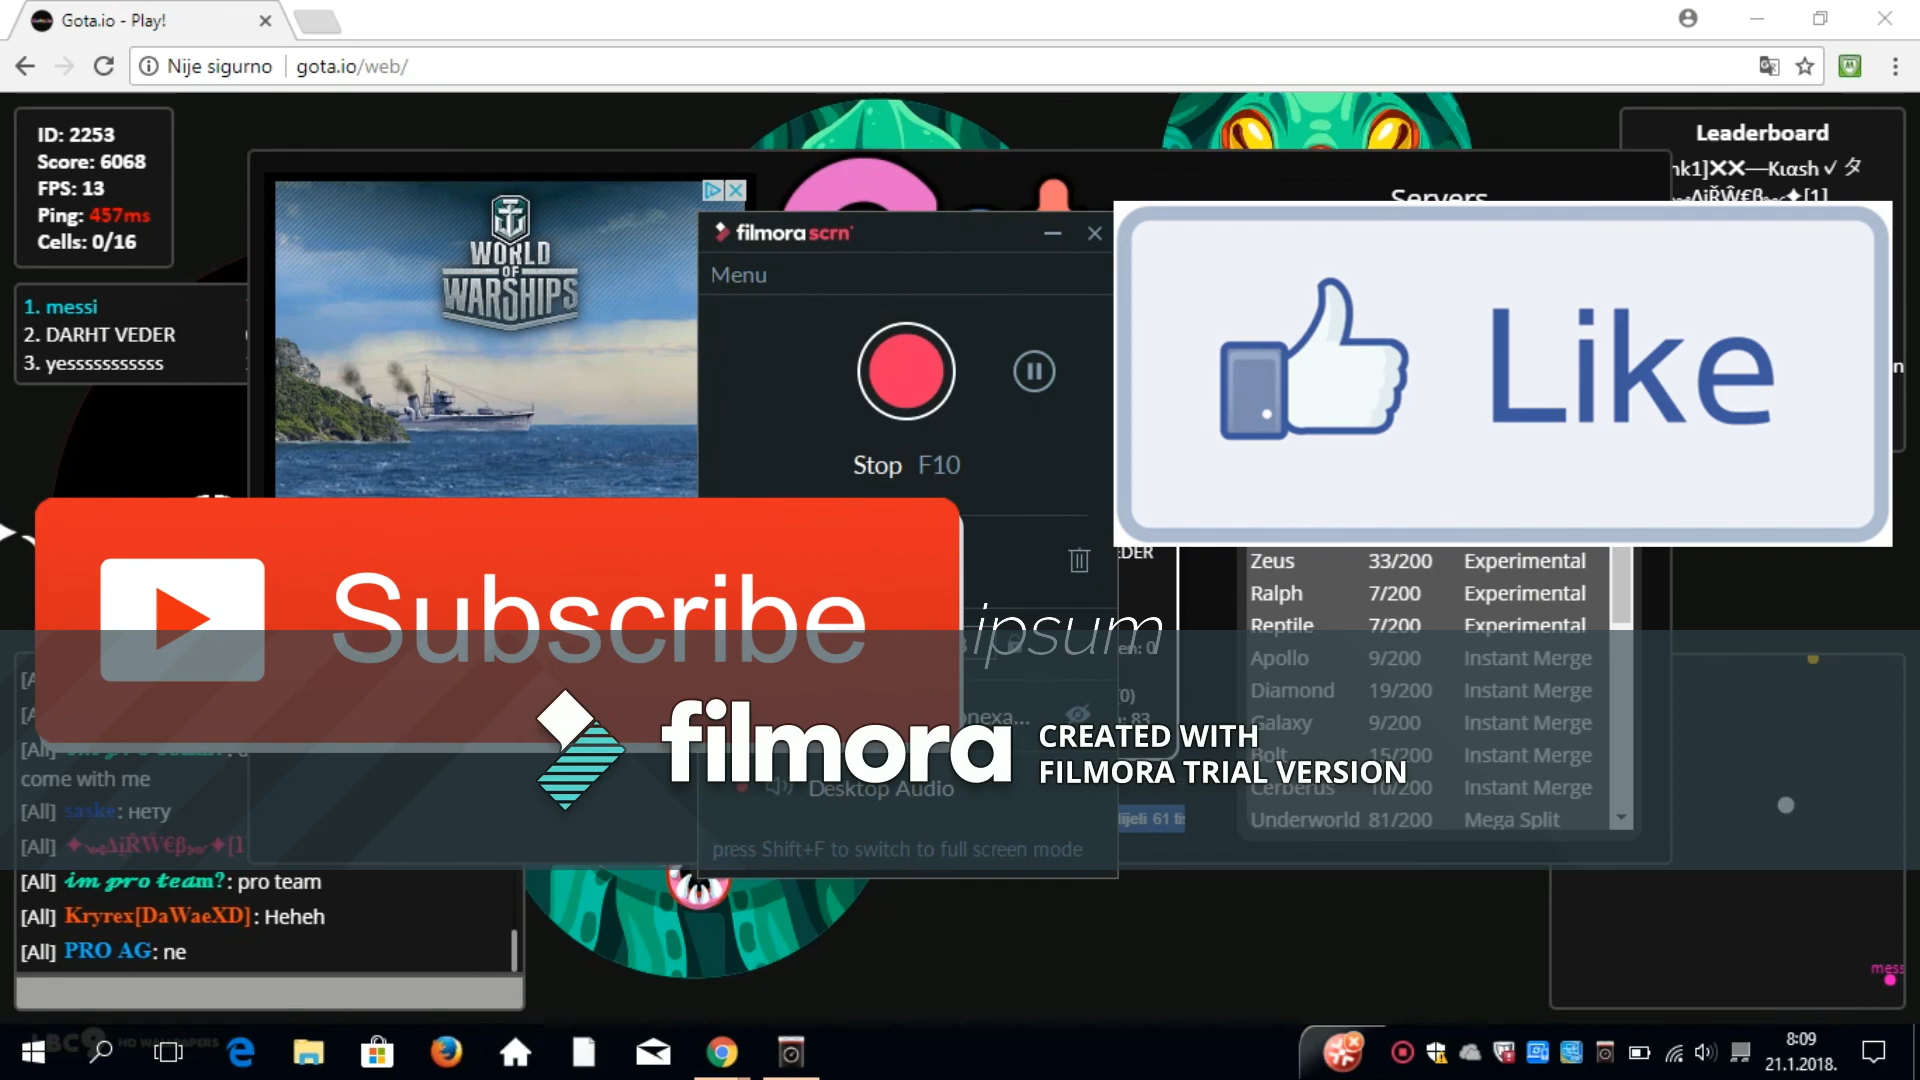 Gota.io - Play!
Nije sigurno
gota.io/web/
ID: 2253
Score: 6068
FPS: 13
Ping: 457ms
Cells: 0/16
1. messi
2. DARHT VEDER
3. yesssssssssss
WORLD
OF
WARSHIPS
filmora scrn
Menu
Stop F10
Servers
Leaderboard
nk1]❌❌—Kιαsh ✓ タ
Like
Subscribe
ipsum
Zeus 33/200 Experimental
Ralph 7/200 Experimental
Reptile 7/200 Experimental
Apollo 9/200 Instant Merge
Diamond 19/200 Instant Merge
Galaxy 9/200 Instant Merge
Bolt 15/200 Instant Merge
Cerberus 10/200 Instant Merge
Underworld 81/200 Mega Split
filmora
CREATED WITH
FILMORA TRIAL VERSION
Desktop Audio
press Shift+F to switch to full screen mode
come with me
[All] saske: нету
[All] im pro team?: pro team
[All] Kryrex[DaWaeXD]: Heheh
[All] PRO AG: ne
mess
8:09
21.1.2018.